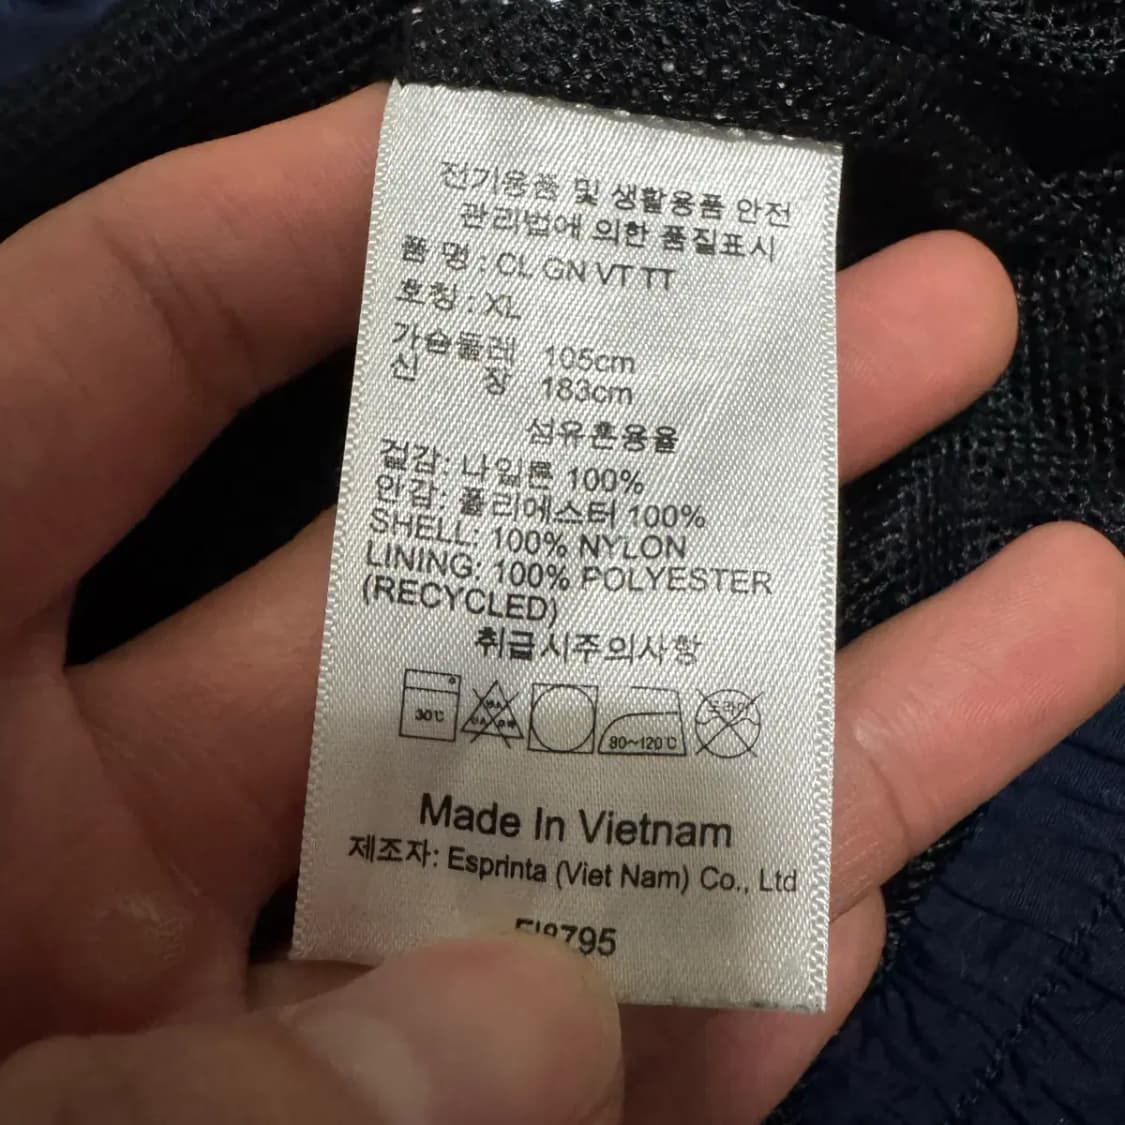 전기용품 및 생활용품 안전
관리법에 의한 품질표시
품 명 : CL GN VT TT
호칭 : XL
가슴둘레 105cm
신 장 183cm
섬유혼용율
겉감: 나일론 100%
안감: 폴리에스터 100%
SHELL: 100% NYLON
LINING: 100% POLYESTER
(RECYCLED)
취급시주의사항
30℃
80~120℃
드라이
Made In Vietnam
제조자: Esprinta (Viet Nam) Co., Ltd